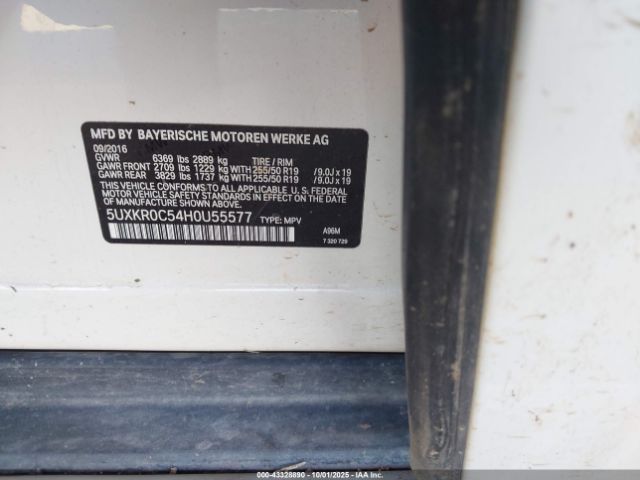 MFD BY BAYERISCHE MOTOREN WERKE AG
09/2016
GVWR 6369 lbs 2889 kg TIRE / RIM
GAWR FRONT 2709 lbs 1229 kg WITH 255/50 R19 /9.0J x 19
GAWR REAR 3829 lbs 1737 kg WITH 255/50 R19 /9.0J x 19
THIS VEHICLE CONFORMS TO ALL APPLICABLE U.S. FEDERAL
MOTOR VEHICLE SAFETY STANDARDS IN EFFECT ON THE DATE
OF MANUFACTURE SHOWN ABOVE.
5UXKR0C54H0U55577 TYPE: MPV A96M
7 320 729
000-43328890 - 10/01/2025 - IAA Inc.